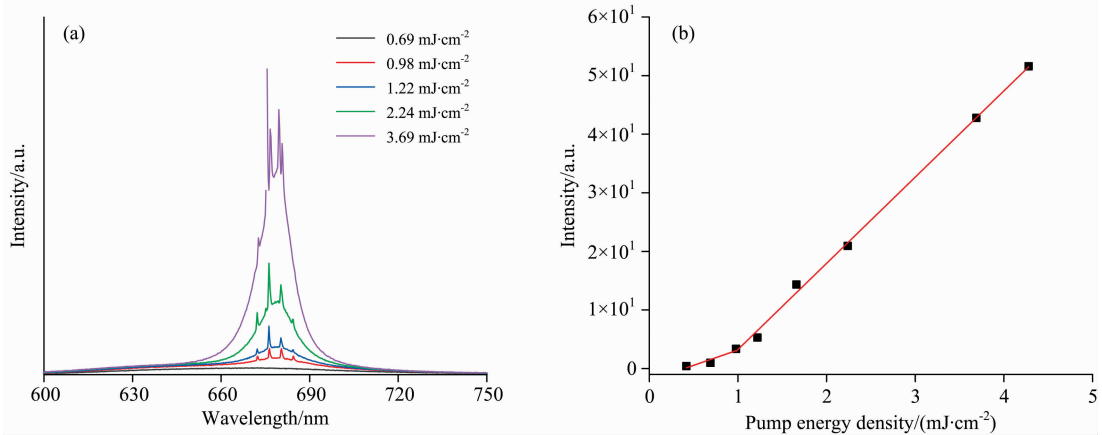 (a)
0.69 mJ·cm⁻²
0.98 mJ·cm⁻²
1.22 mJ·cm⁻²
2.24 mJ·cm⁻²
3.69 mJ·cm⁻²
Intensity/a.u.
600 630 660 690 720 750
Wavelength/nm
(b)
6×10¹
5×10¹
4×10¹
3×10¹
2×10¹
1×10¹
0
Intensity/a.u.
0 1 2 3 4 5
Pump energy density/(mJ·cm⁻²)